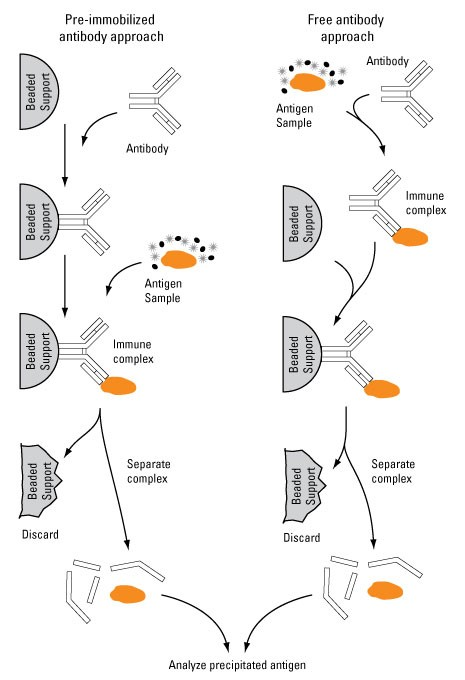 Pre-immobilized
antibody approach
Beaded
Support
Antibody
Beaded
Support
Antigen
Sample
Beaded
Support
Immune
complex
Beaded
Support
Separate
complex
Discard
Free antibody
approach
Antibody
Antigen
Sample
Immune
complex
Beaded
Support
Beaded
Support
Beaded
Support
Separate
complex
Discard
Analyze precipitated antigen